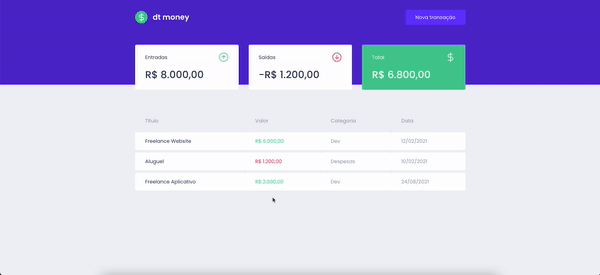 dt money
Nova transação
Entradas
Saídas
Total
R$ 8.000,00
-R$ 1.200,00
R$ 6.800,00
Título Valor Categoria Data
Freelance Website R$ 6.000,00 Dev 12/02/2021
Aluguel R$ 1.200,00 Despesas 10/02/2021
Freelance Aplicativo R$ 2.000,00 Dev 24/08/2021